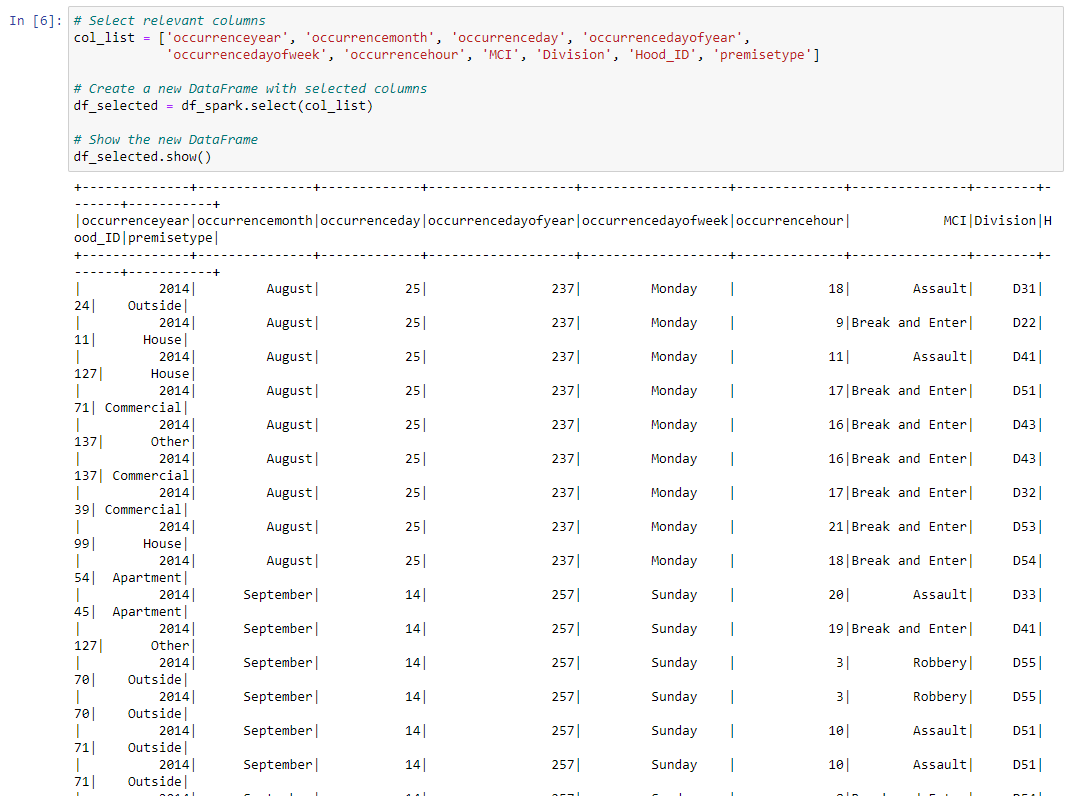 In [6]:
# Select relevant columns
col_list = ['occurrenceyear', 'occurrencemonth', 'occurrenceday', 'occurrencedayofyear',
            'occurrencedayofweek', 'occurrencehour', 'MCI', 'Division', 'Hood_ID', 'premisetype']
# Create a new DataFrame with selected columns
df_selected = df_spark.select(col_list)
# Show the new DataFrame
df_selected.show()
+--------------+---------------+-------------+-------------------+-------------------+--------------+---------------+--------+-
------+-----------+
|occurrenceyear|occurrencemonth|occurrenceday|occurrencedayofyear|occurrencedayofweek|occurrencehour|            MCI|Division|H
ood_ID|premisetype|
+--------------+---------------+-------------+-------------------+-------------------+--------------+---------------+--------+-
------+-----------+
|          2014|         August|           25|                237|         Monday    |            18|        Assault|     D31|
24|    Outside|
|          2014|         August|           25|                237|         Monday    |             9|Break and Enter|     D22|
11|      House|
|          2014|         August|           25|                237|         Monday    |            11|        Assault|     D41|
127|      House|
|          2014|         August|           25|                237|         Monday    |            17|Break and Enter|     D51|
71| Commercial|
|          2014|         August|           25|                237|         Monday    |            16|Break and Enter|     D43|
137|      Other|
|          2014|         August|           25|                237|         Monday    |            16|Break and Enter|     D43|
137| Commercial|
|          2014|         August|           25|                237|         Monday    |            17|Break and Enter|     D32|
39| Commercial|
|          2014|         August|           25|                237|         Monday    |            21|Break and Enter|     D53|
99|      House|
|          2014|         August|           25|                237|         Monday    |            18|Break and Enter|     D54|
54|  Apartment|
|          2014|      September|           14|                257|         Sunday    |            20|        Assault|     D33|
45|  Apartment|
|          2014|      September|           14|                257|         Sunday    |            19|Break and Enter|     D41|
127|      Other|
|          2014|      September|           14|                257|         Sunday    |             3|        Robbery|     D55|
70|    Outside|
|          2014|      September|           14|                257|         Sunday    |             3|        Robbery|     D55|
70|    Outside|
|          2014|      September|           14|                257|         Sunday    |            10|        Assault|     D51|
71|    Outside|
|          2014|      September|           14|                257|         Sunday    |            10|        Assault|     D51|
71|    Outside|